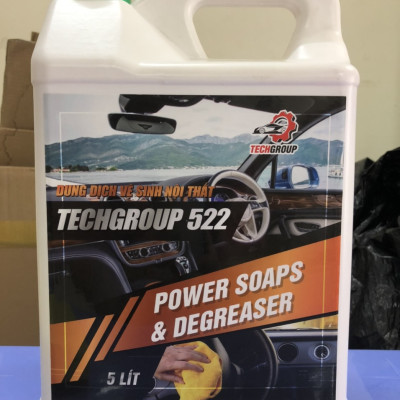 TECHGROUP
DUNG DỊCH VỆ SINH NỘI THẤT
TECHGROUP 522
POWER SOAPS
& DEGREASER
5 LÍT